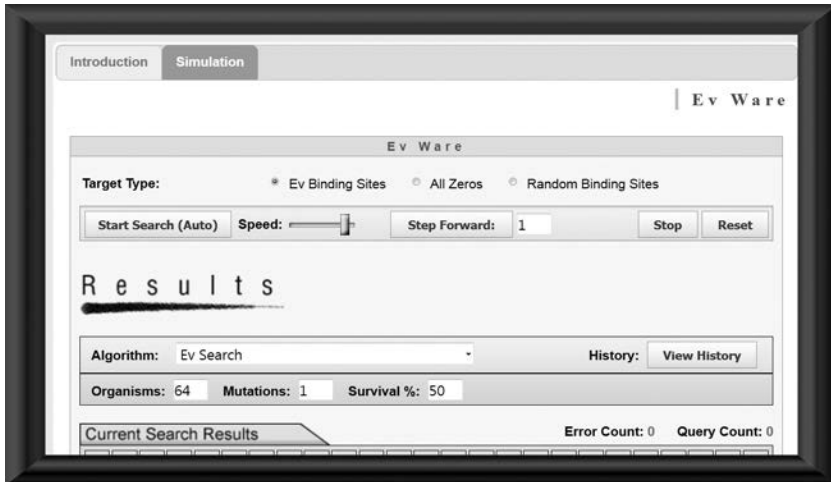 Introduction Simulation
Ev Ware
Ev Ware
Target Type: Ev Binding Sites All Zeros Random Binding Sites
Start Search (Auto) Speed: Step Forward: 1 Stop Reset
Results
Algorithm: Ev Search History: View History
Organisms: 64 Mutations: 1 Survival %: 50
Current Search Results Error Count: 0 Query Count: 0